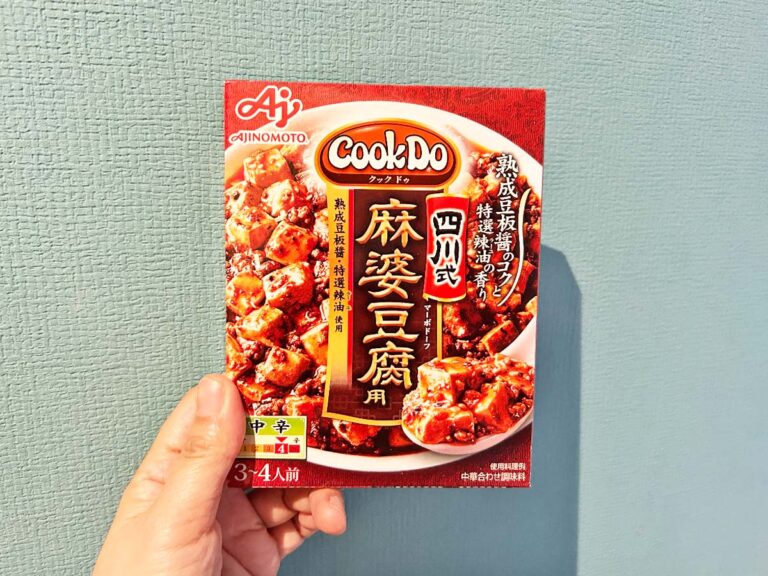 Aj
AJINOMOTO
CookDo
クックドゥ
熟成豆板醤のコクと
特選辣油の香り
ラー
四川式
麻婆豆腐用
マーボドーフ
熟成豆板醤・特選辣油使用
中辛
辛
4
3~4人前
使用料理例
中華合わせ調味料